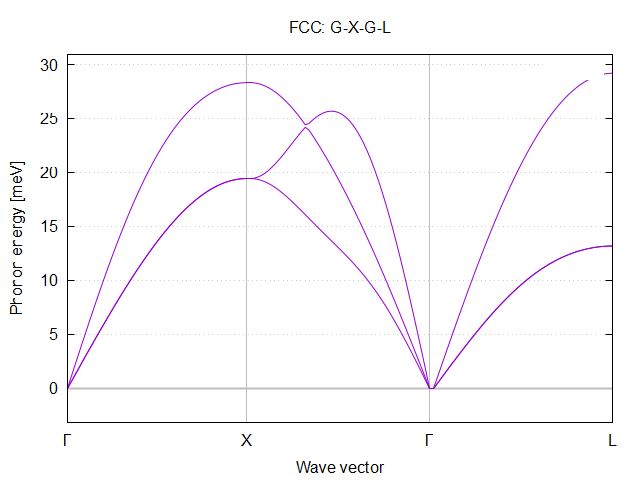 FCC: G-X-G-L
30
25
20
15
10
5
0
Phonon energy [meV]
Γ X Γ L
Wave vector